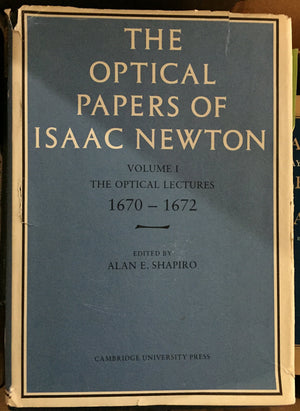 THE
OPTICAL
PAPERS OF
ISAAC NEWTON
VOLUME I
THE OPTICAL LECTURES
1670 – 1672
EDITED BY
ALAN E. SHAPIRO
CAMBRIDGE UNIVERSITY PRESS